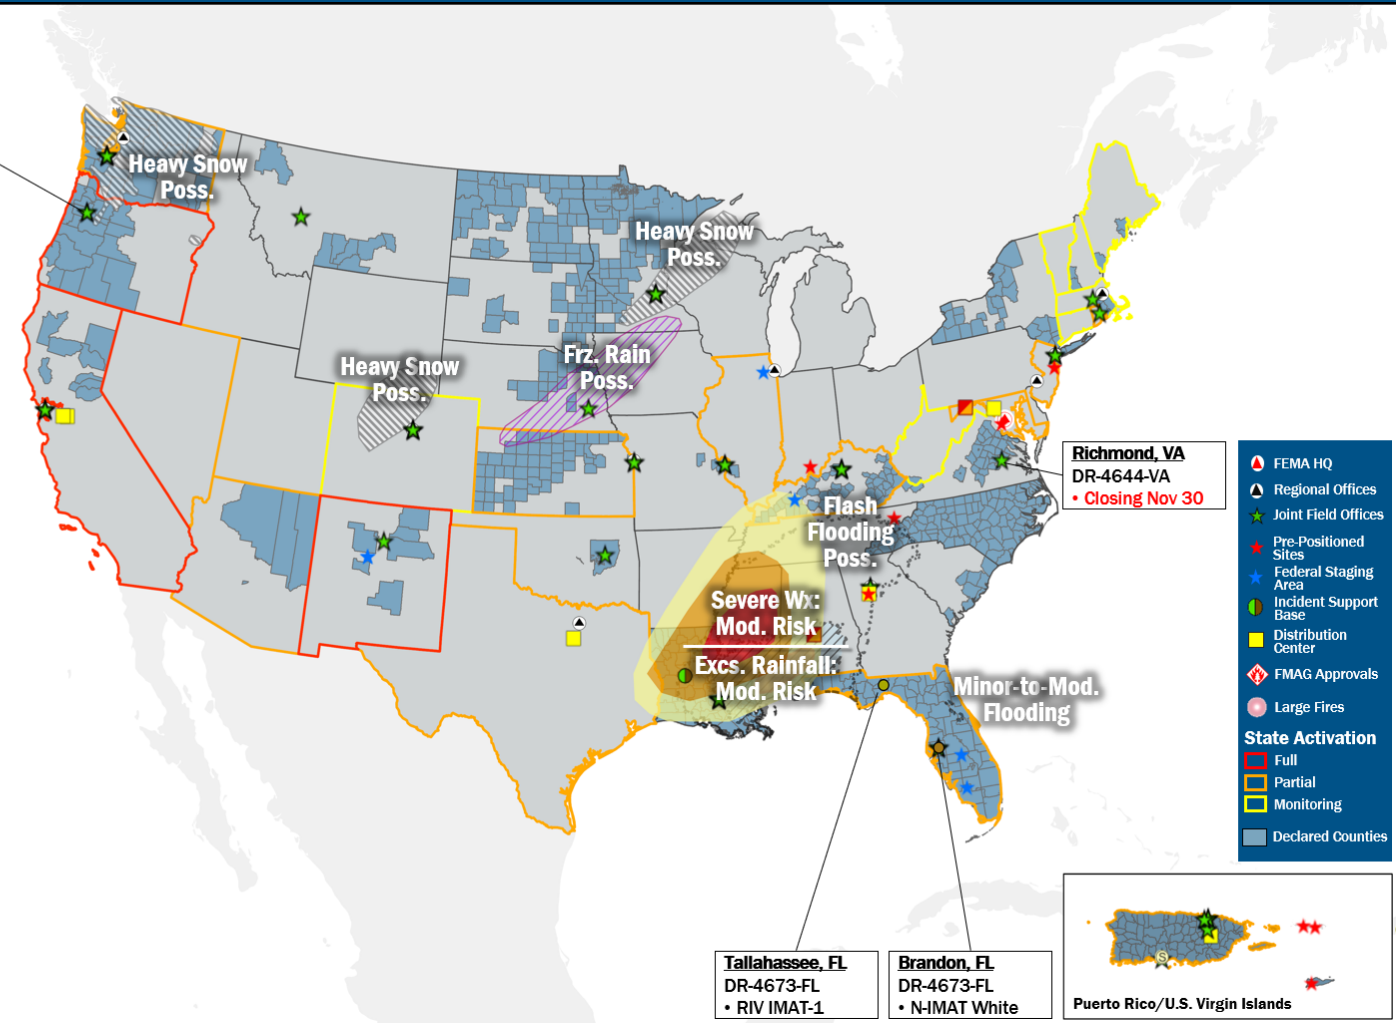 Heavy Snow
Poss.
Heavy Snow
Poss.
Heavy Snow
Poss.
Frz. Rain
Poss.
Flash
Flooding
Poss.
Severe Wx:
Mod. Risk
Excs. Rainfall:
Mod. Risk
Minor-to-Mod.
Flooding
Richmond, VA
DR-4644-VA
• Closing Nov 30
FEMA HQ
Regional Offices
Joint Field Offices
Pre-Positioned
Sites
Federal Staging
Area
Incident Support
Base
Distribution
Center
FMAG Approvals
Large Fires
State Activation
Full
Partial
Monitoring
Declared Counties
Tallahassee, FL
DR-4673-FL
• RIV IMAT-1
Brandon, FL
DR-4673-FL
• N-IMAT White
S
Puerto Rico/U.S. Virgin Islands